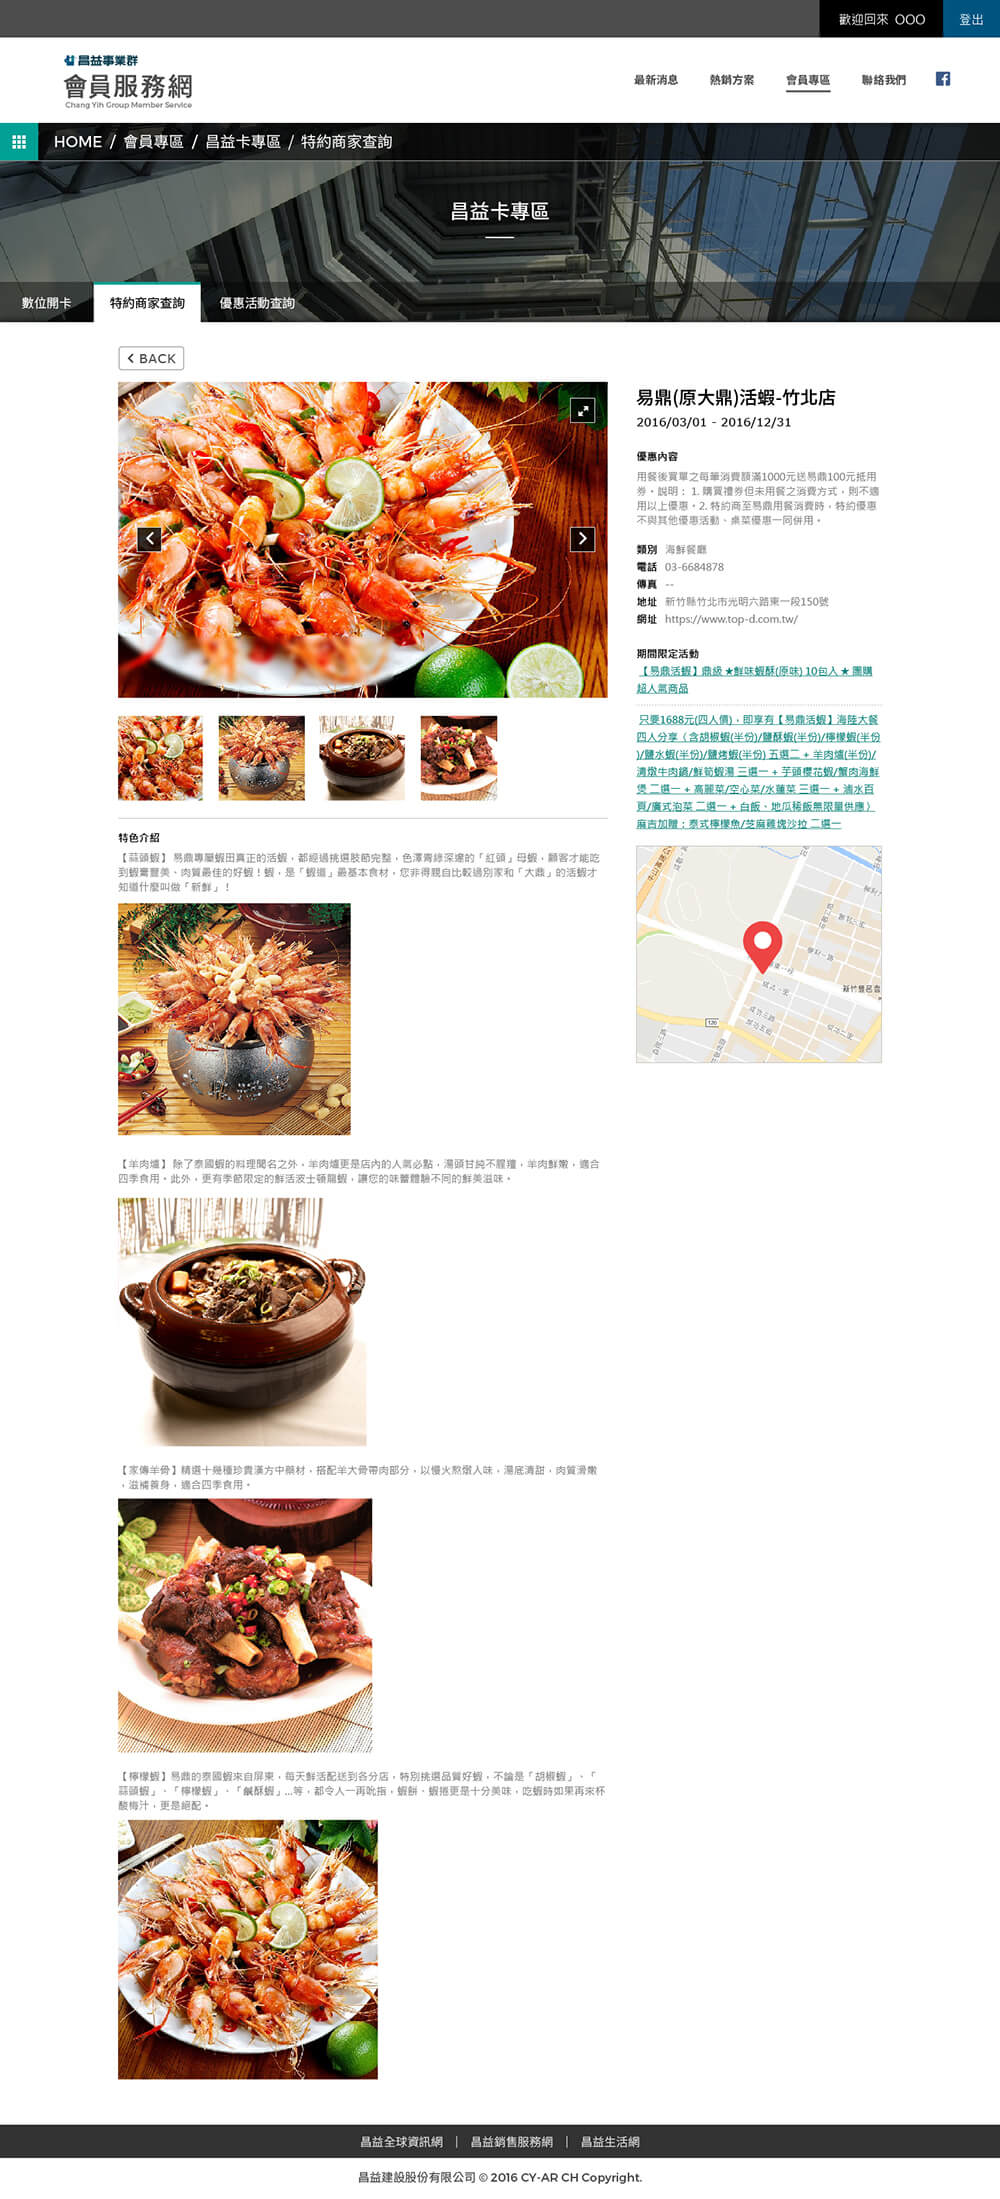 歡迎回來 OOO
登出
昌益事業群
會員服務網
Chang Yih Group Member Service
最新消息
熱銷方案
會員專區
聯絡我們
HOME / 會員專區 / 昌益卡專區 / 特約商家查詢
昌益卡專區
數位開卡
特約商家查詢
優惠活動查詢
BACK
易鼎(原大鼎)活蝦-竹北店
2016/03/01 - 2016/12/31
優惠內容
用餐後買單之每筆消費額滿1000元送易鼎100元抵用
券。說明： 1. 購買禮券但未用餐之消費方式，則不適
用以上優惠。2. 特約商至易鼎用餐消費時，特約優惠
不與其他優惠活動、桌菜優惠一同併用。
類別 海鮮餐廳
電話 03-6684878
傳真 --
地址 新竹縣竹北市光明六路東一段150號
網址 https://www.top-d.com.tw/
期間限定活動
【易鼎活蝦】鼎級★鮮味蝦酥(原味) 10包入★ 團購
超人氣商品
只要1688元(四人價)，即享有【易鼎活蝦】海陸大餐
四人分享（含胡椒蝦(半份)/鹽酥蝦(半份)/檸檬蝦(半份
)/鹽水蝦(半份)/鹽烤蝦(半份) 五選二 + 羊肉爐(半份)/
清燉牛肉鍋/鮮筍蝦湯 三選一 + 芋頭櫻花蝦/蟹肉海鮮
煲 二選一 + 高麗菜/空心菜/水蓮菜 三選一 + 滷水百
頁/廣式泡菜 二選一 + 白飯、地瓜稀飯無限量供應）
麻吉加贈：泰式檸檬魚/芝麻雞塊沙拉 二選一
特色介紹
【蒜頭蝦】 易鼎專屬蝦田真正的活蝦，都經過挑選肢節完整，色澤青綠深邃的「紅頭」母蝦，顧客才能吃
到蝦膏豐美、肉質最佳的好蝦！蝦，是「蝦道」最基本食材，您非得親自比較過別家和「大鼎」的活蝦才
知道什麼叫做「新鮮」！
【羊肉爐】 除了泰國蝦的料理聞名之外，羊肉爐更是店內的人氣必點，湯頭甘純不腥羶，羊肉鮮嫩，適合
四季食用。此外，更有季節限定的鮮活波士頓龍蝦，讓您的味蕾體驗不同的鮮美滋味。
【家傳羊骨】精選十幾種珍貴漢方中藥材，搭配羊大骨帶肉部分，以慢火熬燉入味，湯底清甜，肉質滑嫩
，滋補養身，適合四季食用。
【檸檬蝦】易鼎的泰國蝦來自屏東，每天鮮活配送到各分店，特別挑選品質好蝦，不論是「胡椒蝦」、「
蒜頭蝦」、「檸檬蝦」、「鹹酥蝦」...等，都令人一再吮指，蝦餅、蝦捲更是十分美味，吃蝦時如果再來杯
酸梅汁，更是絕配。
昌益全球資訊網 | 昌益銷售服務網 | 昌益生活網
昌益建設股份有限公司 © 2016 CY-AR CH Copyright.